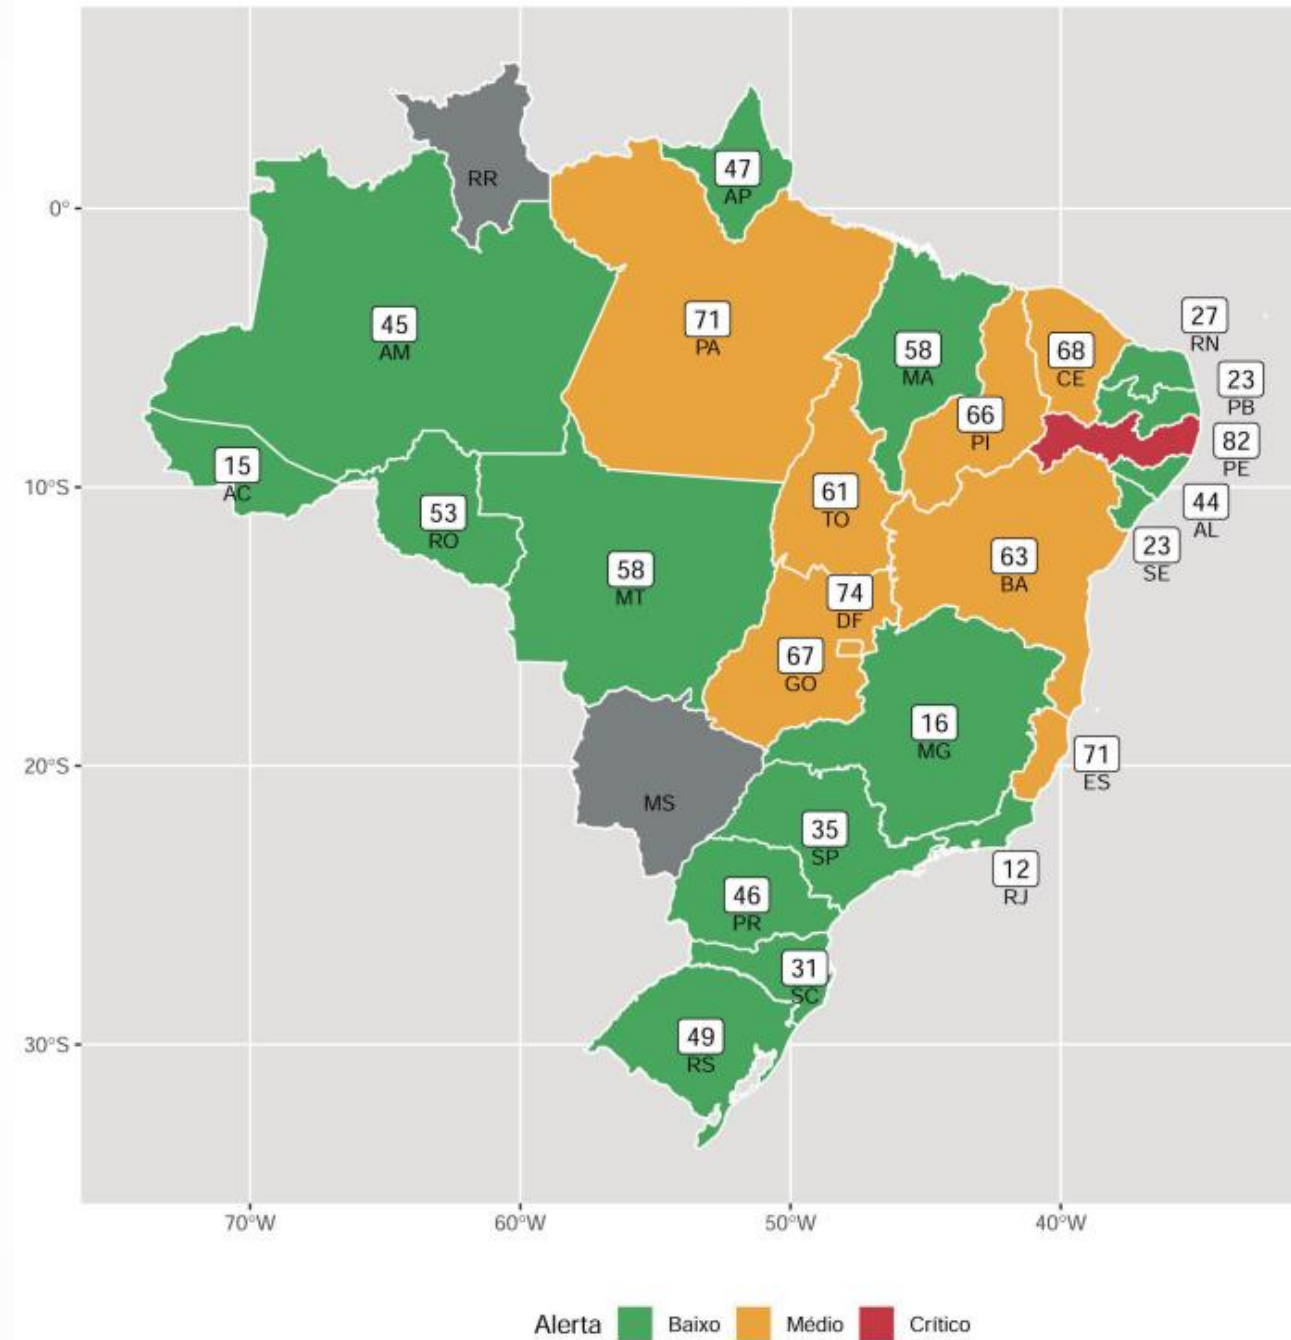 RR
47
AP
0°
45
AM
71
PA
58
MA
68
CE
27
RN
23
PB
66
PI
82
PE
15
AC
10°S
53
RO
61
TO
44
AL
23
SE
58
MT
63
BA
74
DF
67
GO
16
MG
71
ES
20°S
MS
35
SP
12
RJ
46
PR
31
SC
49
RS
30°S
70°W 60°W 50°W 40°W
Alerta Baixo Médio Crítico